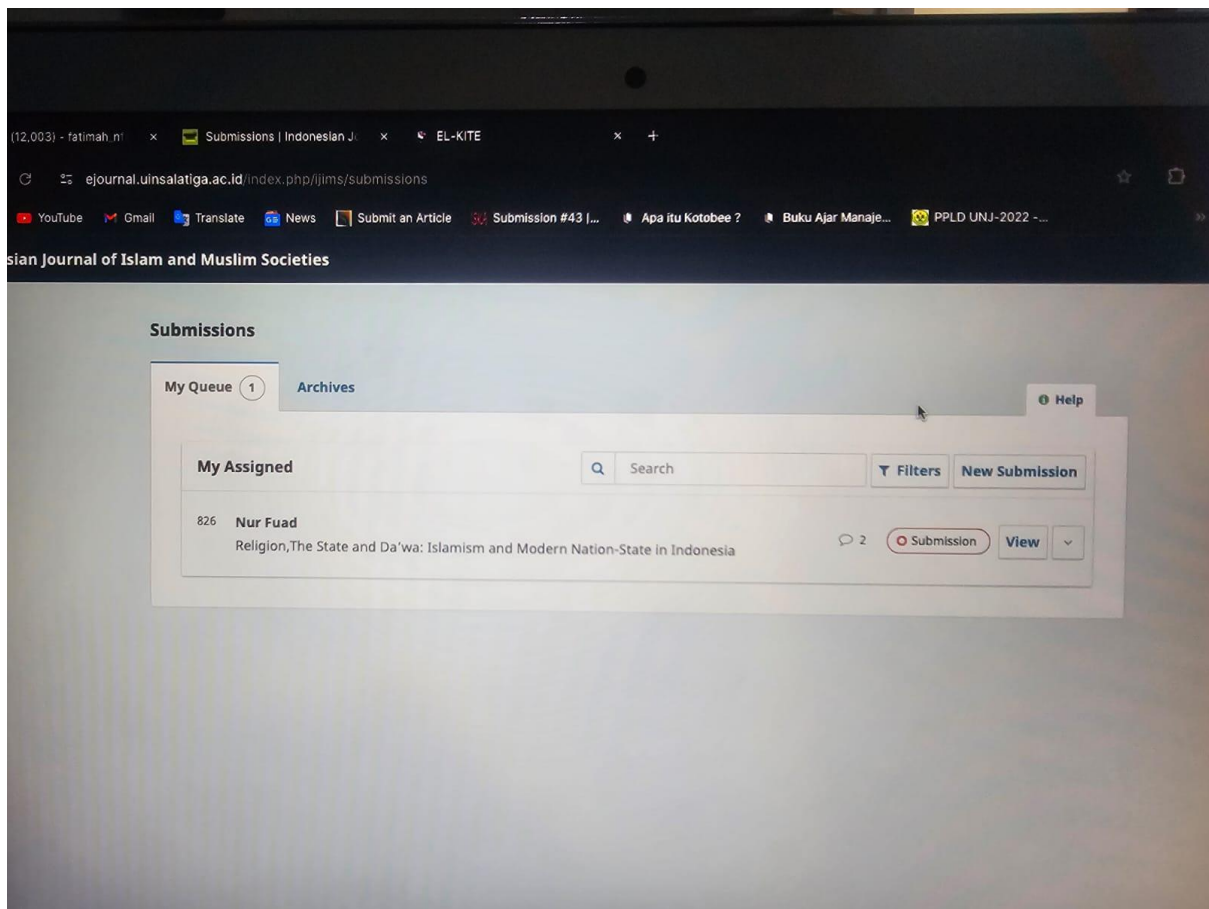 (12,003) - fatimah_n
Submissions | Indonesian J
EL-KITE
ejournal.uinsalatiga.ac.id/index.php/ijims/submissions
YouTube Gmail Translate News Submit an Article Submission #43 |... Apa itu Kotobee ? Buku Ajar Manaje... PPLD UNJ-2022 -...
sian Journal of Islam and Muslim Societies
Submissions
My Queue 1 Archives
Help
My Assigned Search Filters New Submission
826 Nur Fuad
Religion,The State and Da'wa: Islamism and Modern Nation-State in Indonesia 2 Submission View